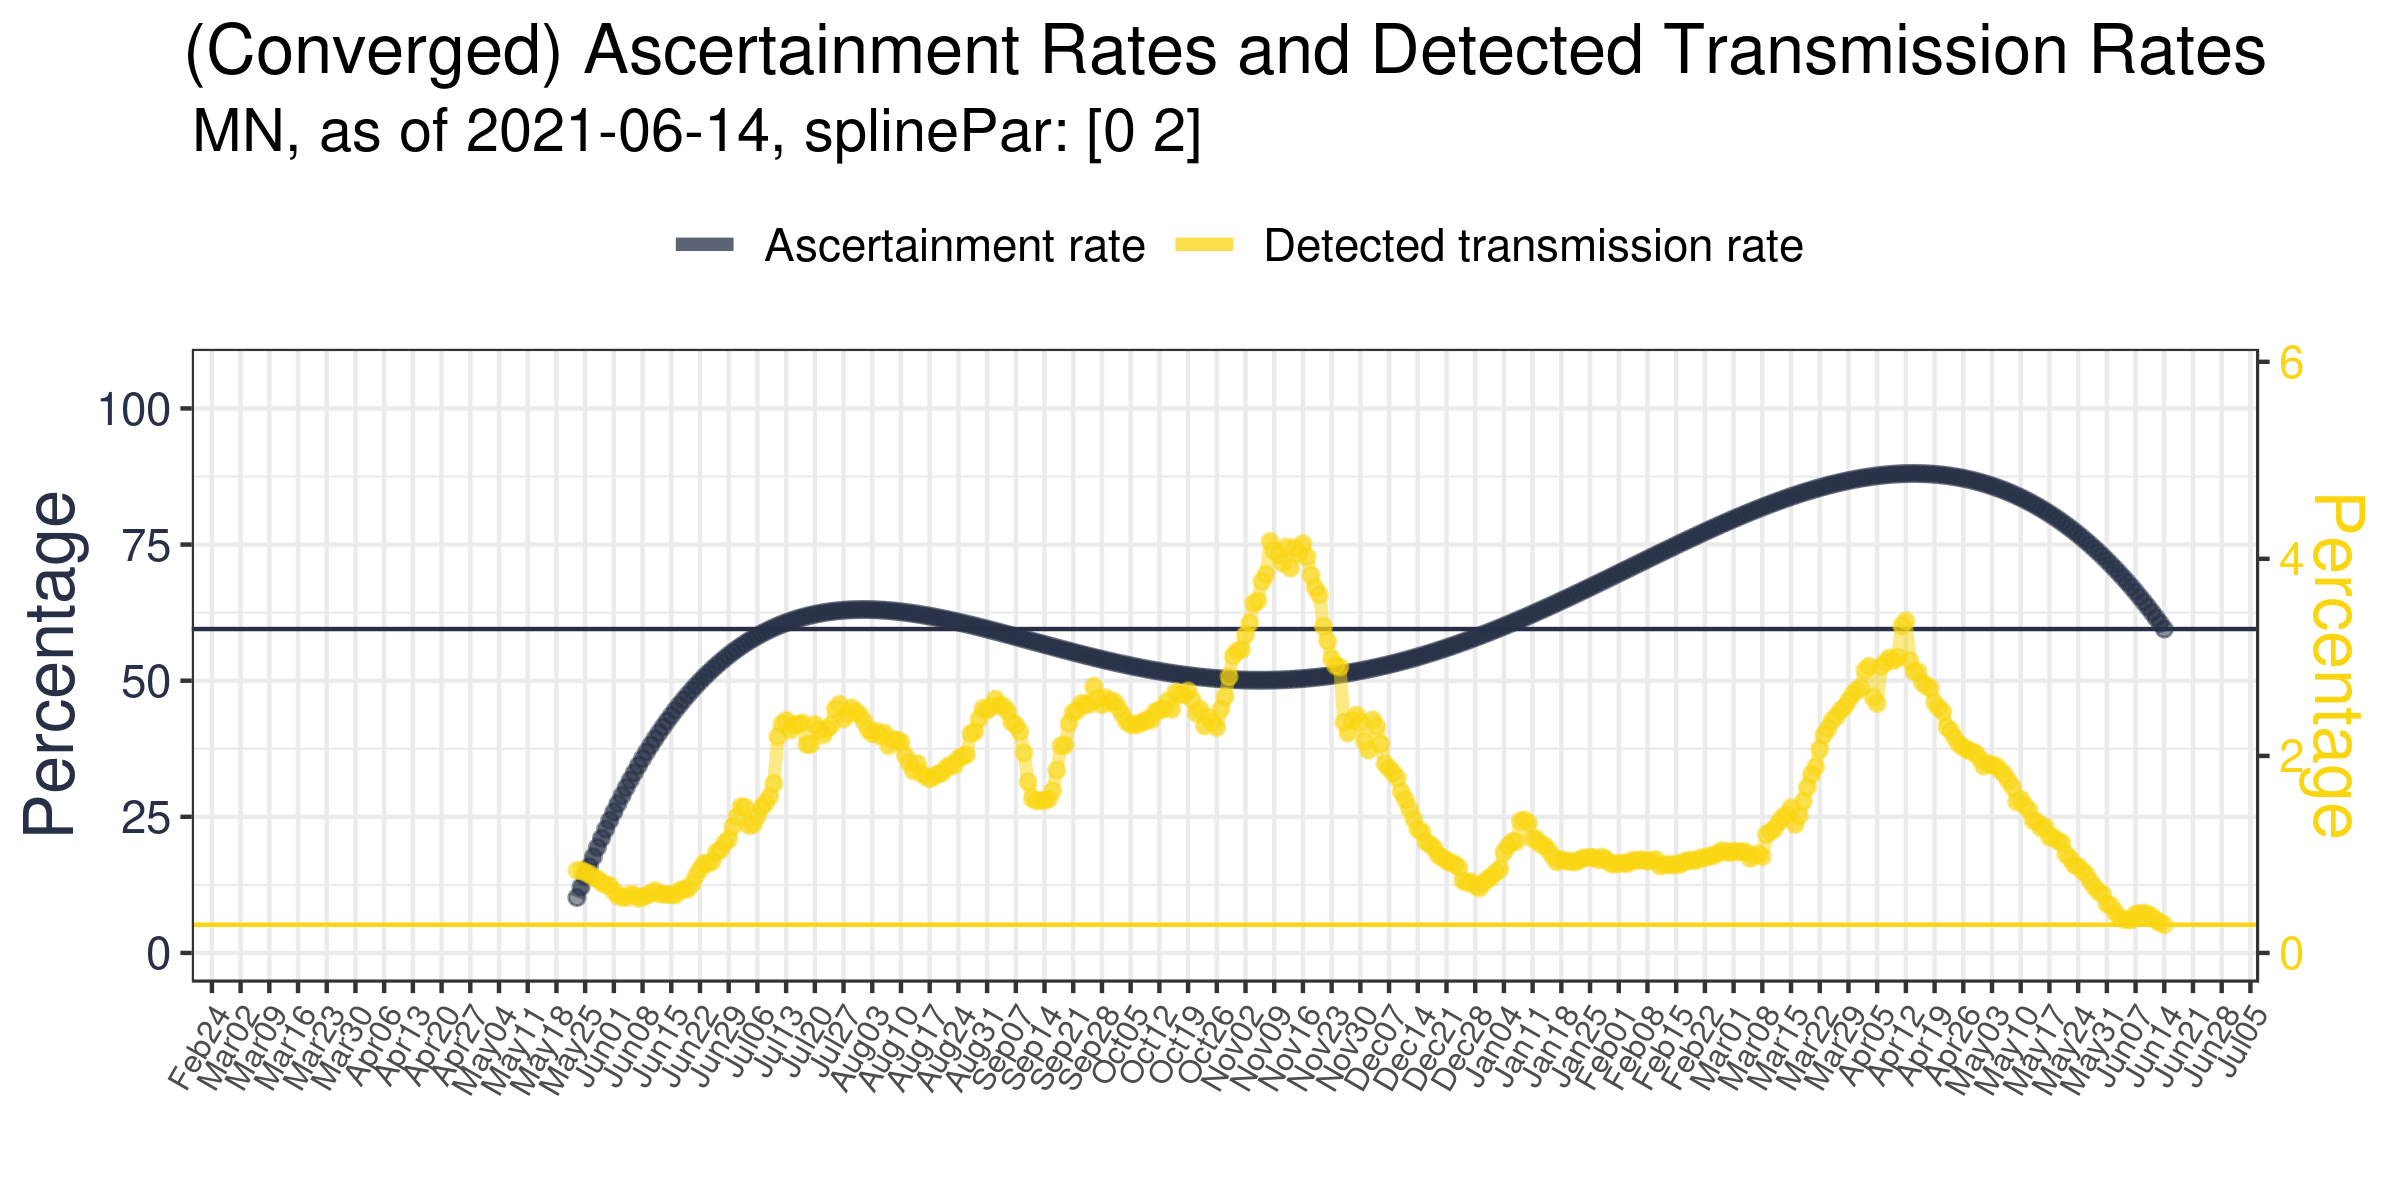 (Converged) Ascertainment Rates and Detected Transmission Rates
MN, as of 2021-06-14, splinePar: [0 2]
Ascertainment rate
Detected transmission rate
Percentage
100
75
50
25
0
6
4
2
0
Percentage
Feb24
Mar02
Mar09
Mar16
Mar23
Mar30
Apr06
Apr13
Apr20
Apr27
May04
May11
May18
May25
Jun01
Jun08
Jun15
Jun22
Jun29
Jul06
Jul13
Jul20
Jul27
Aug03
Aug10
Aug17
Aug24
Aug31
Sep07
Sep14
Sep21
Sep28
Oct05
Oct12
Oct19
Oct26
Nov02
Nov09
Nov16
Nov23
Nov30
Dec07
Dec14
Dec21
Dec28
Jan04
Jan11
Jan18
Jan25
Feb01
Feb08
Feb15
Feb22
Mar01
Mar08
Mar15
Mar22
Mar29
Apr05
Apr12
Apr19
Apr26
May03
May10
May17
May24
May31
Jun07
Jun14
Jun21
Jun28
Jul05